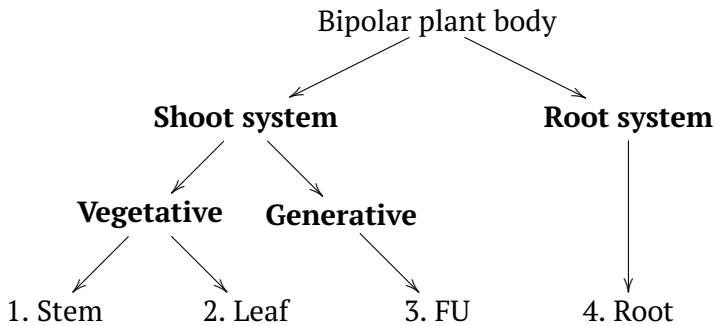 Bipolar plant body
Shoot system
Root system
Vegetative
Generative
1. Stem
2. Leaf
3. FU
4. Root